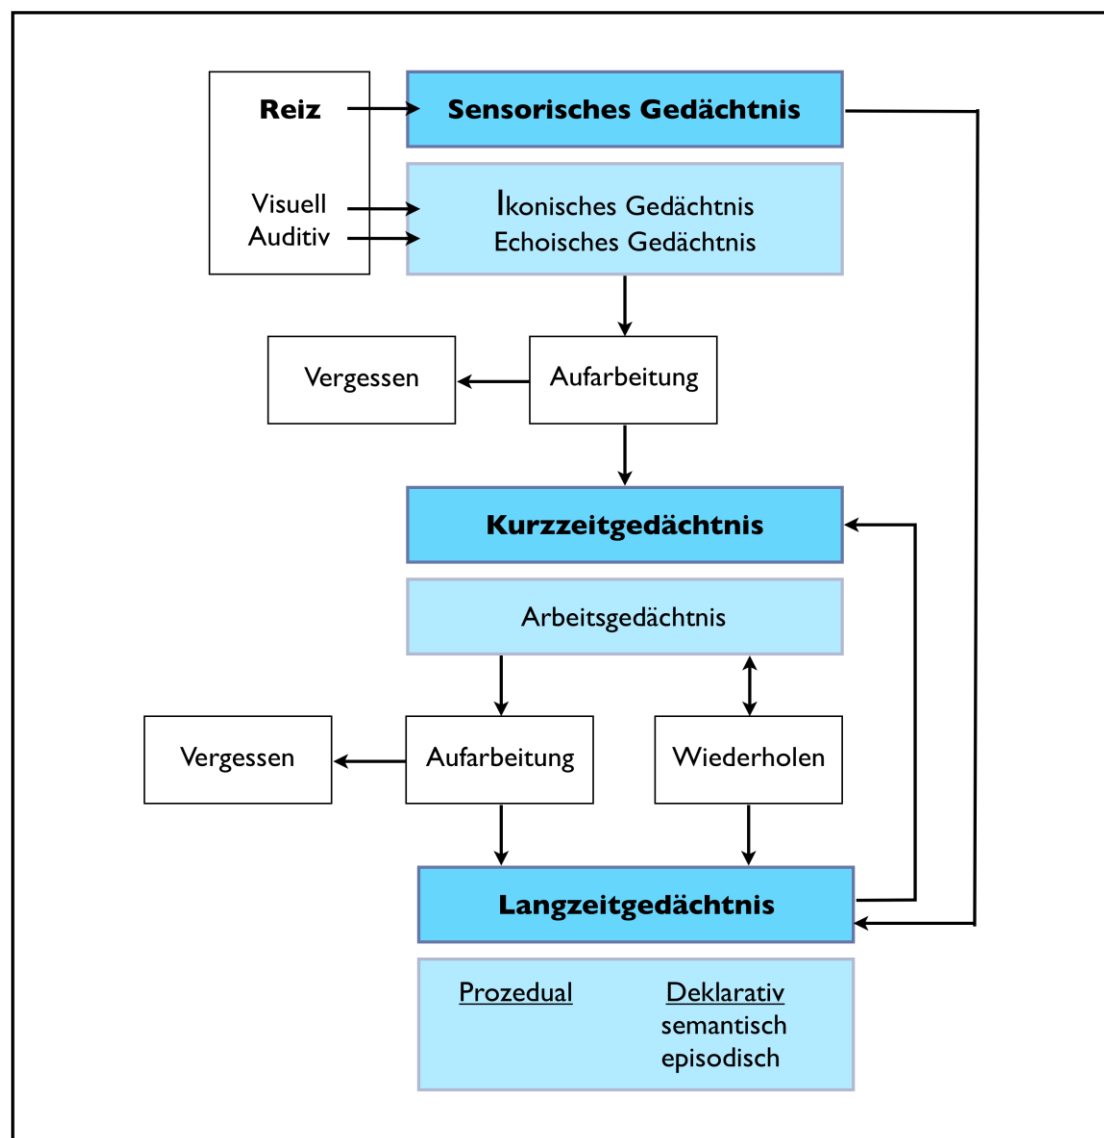 Reiz
Sensorisches Gedächtnis
Visuell
Auditiv
Ikonisches Gedächtnis
Echoisches Gedächtnis
Vergessen
Aufarbeitung
Kurzzeitgedächtnis
Arbeitsgedächtnis
Vergessen
Aufarbeitung
Wiederholen
Langzeitgedächtnis
Prozedual
Deklarativ
semantisch
episodisch